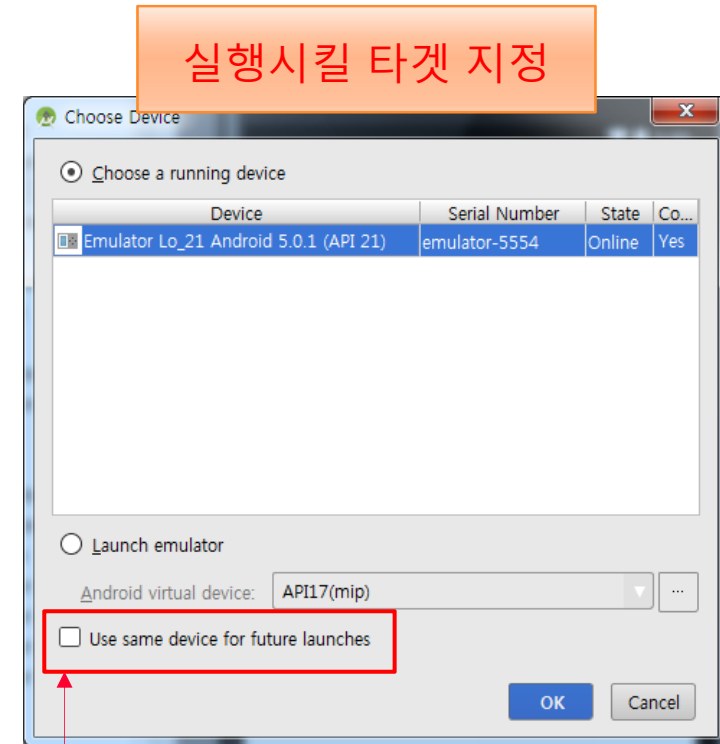 실행시킬 타겟 지정
Choose Device
x
Choose a running device
Device Serial Number State Co...
Emulator Lo_21 Android 5.0.1 (API 21) emulator-5554 Online Yes
Launch emulator
Android virtual device: API17(mip) ...
Use same device for future launches
OK Cancel